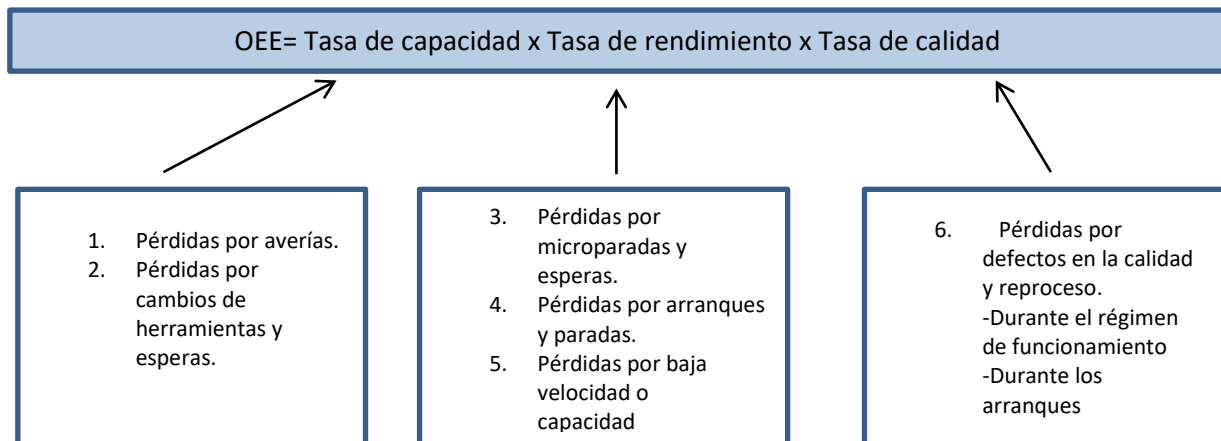 OEE= Tasa de capacidad x Tasa de rendimiento x Tasa de calidad
1. Pérdidas por averías.
2. Pérdidas por
cambios de
herramientas y
esperas.
3. Pérdidas por
microparadas y
esperas.
4. Pérdidas por arranques
y paradas.
5. Pérdidas por baja
velocidad o
capacidad
6. Pérdidas por
defectos en la calidad
y reproceso.
-Durante el régimen
de funcionamiento
-Durante los
arranques